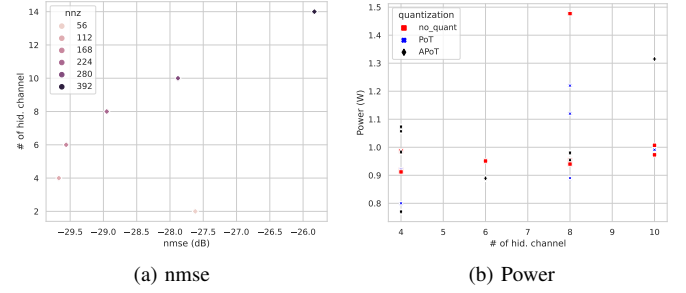 nnz
56
112
168
224
280
392
14
12
10
8
6
4
2
# of hid. channel
−29.5 −29.0 −28.5 −28.0 −27.5 −27.0 −26.5 −26.0
nmse (dB)
(a) nmse
quantization
no_quant
PoT
APoT
1.5
1.4
1.3
1.2
1.1
1.0
0.9
0.8
Power (W)
4 5 6 7 8 9 10
# of hid. channel
(b) Power